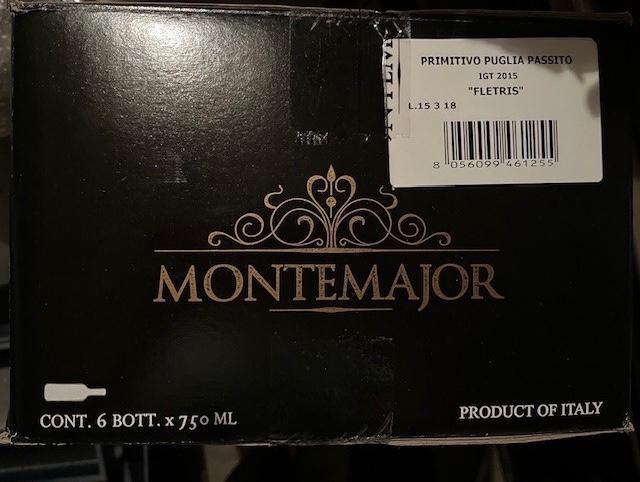 PRIMITIVO PUGLIA PASSITO
IGT 2015
"FLETRIS"
L.15 3 18
8 056099 461255
MONTEMAJOR
CONT. 6 BOTT. x 750 ML
PRODUCT OF ITALY